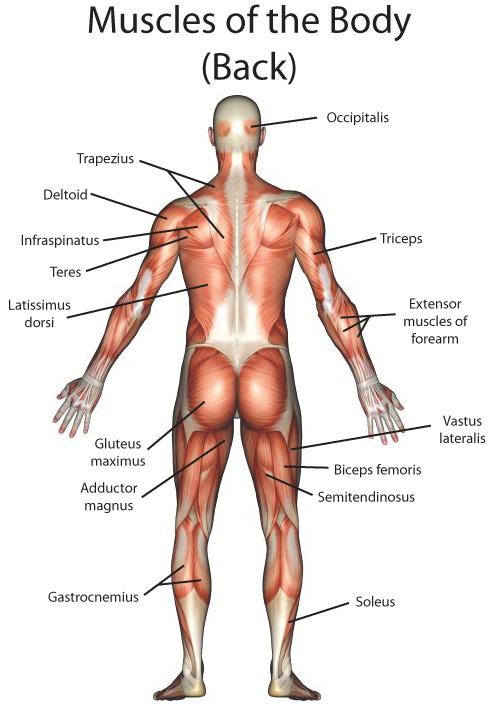 Muscles of the Body
(Back)
Occipitalis
Trapezius
Deltoid
Infraspinatus
Triceps
Teres
Latissimus
dorsi
Extensor
muscles of
forearm
Gluteus
maximus
Vastus
lateralis
Biceps femoris
Adductor
magnus
Semitendinosus
Gastrocnemius
Soleus